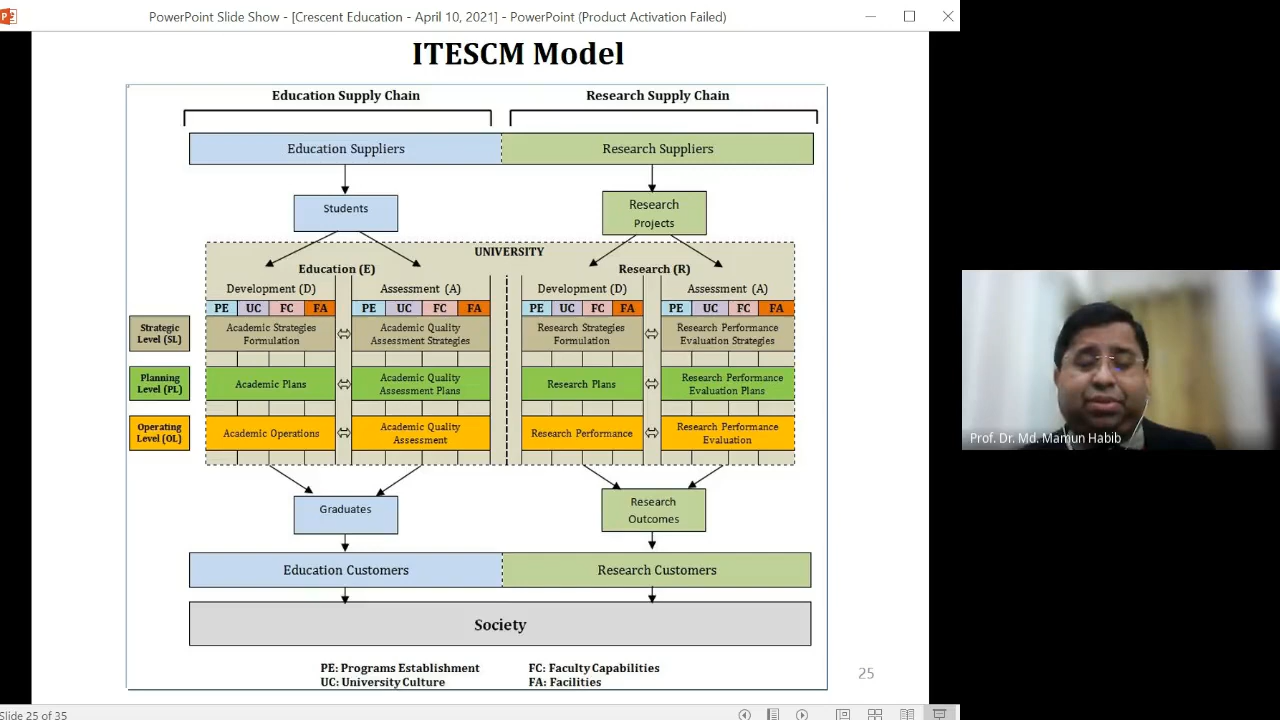 PowerPoint Slide Show - [Crescent Education - April 10, 2021] - PowerPoint (Product Activation Failed)
ITESCM Model
Education Supply Chain
Research Supply Chain
Education Suppliers
Research Suppliers
Students
Research
Projects
UNIVERSITY
Education (E)
Research (R)
Development (D)
Assessment (A)
Development (D)
Assessment (A)
PE UC FC FA
PE UC FC FA
PE UC FC FA
PE UC FC FA
Strategic
Level (SL)
Academic Strategies
Formulation
Academic Quality
Assessment Strategies
Research Strategies
Formulation
Research Performance
Evaluation Strategies
Planning
Level (PL)
Academic Plans
Academic Quality
Assessment Plans
Research Plans
Research Performance
Evaluation Plans
Operating
Level (OL)
Academic Operations
Academic Quality
Assessment
Research Performance
Research Performance
Evaluation
Graduates
Research
Outcomes
Education Customers
Research Customers
Society
PE: Programs Establishment
FC: Faculty Capabilities
UC: University Culture
FA: Facilities
25
Slide 25 of 35
Prof. Dr. Md. Mamun Habib